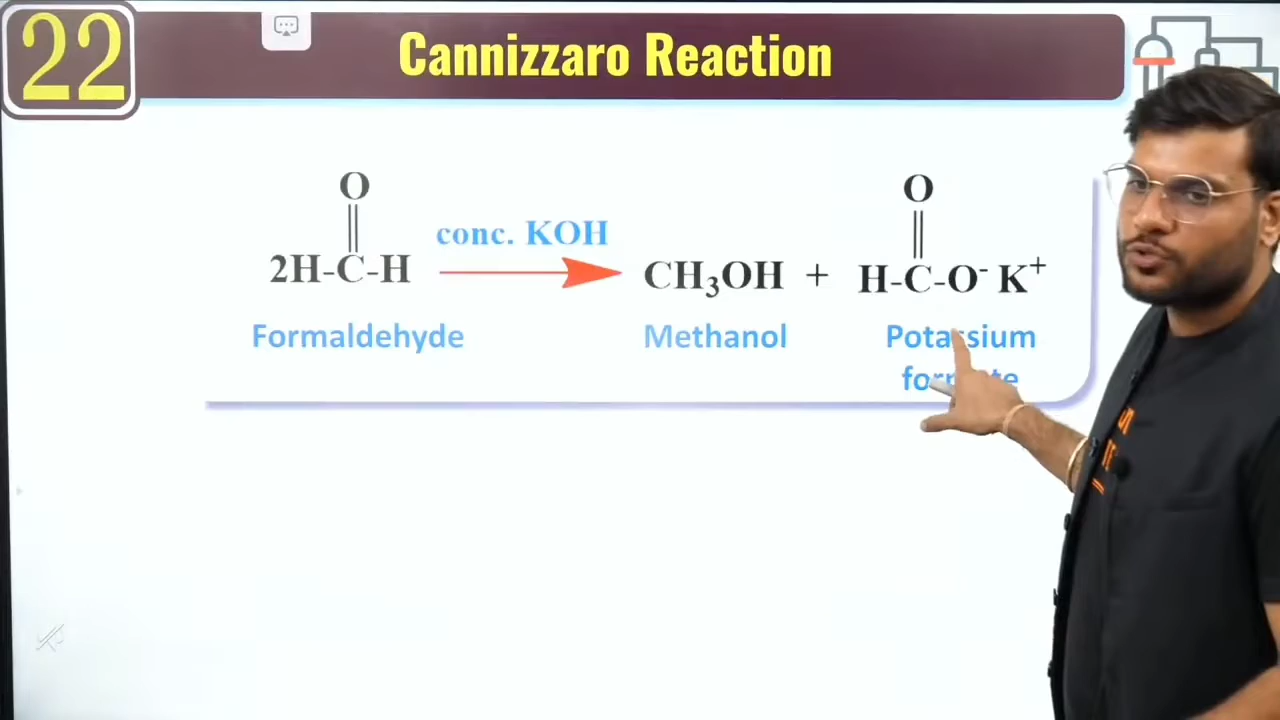 22
Cannizzaro Reaction
O
||
2H-C-H
conc. KOH
CH₃OH +
O
||
H-C-O⁻ K⁺
Formaldehyde
Methanol
Potassium